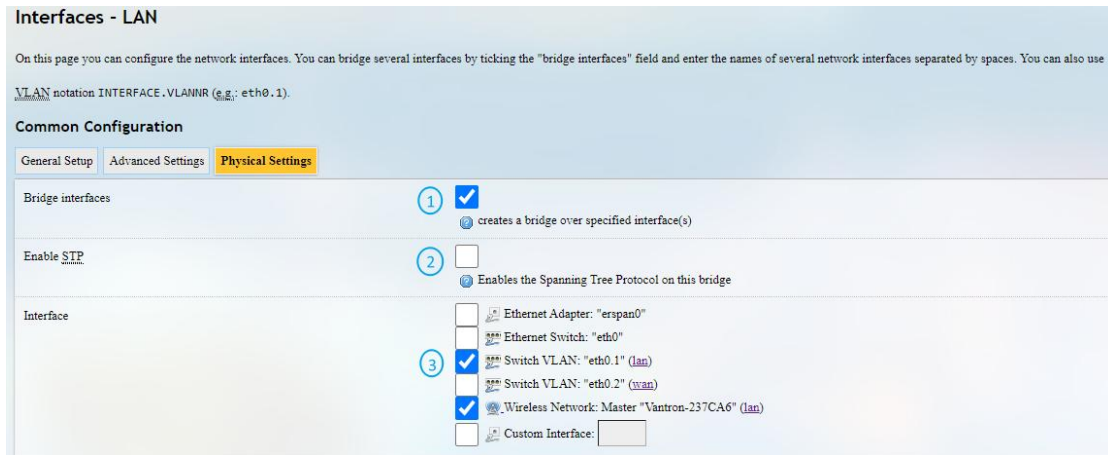 Interfaces - LAN
On this page you can configure the network interfaces. You can bridge several interfaces by ticking the "bridge interfaces" field and enter the names of several network interfaces separated by spaces. You can also use
VLAN notation INTERFACE.VLANNR (e.g.: eth0.1).
Common Configuration
General Setup Advanced Settings Physical Settings
Bridge interfaces 1
creates a bridge over specified interface(s)
Enable STP 2
Enables the Spanning Tree Protocol on this bridge
Interface Ethernet Adapter: "erspan0"
Ethernet Switch: "eth0"
3 Switch VLAN: "eth0.1" (lan)
Switch VLAN: "eth0.2" (wan)
Wireless Network: Master "Vantron-237CA6" (lan)
Custom Interface: